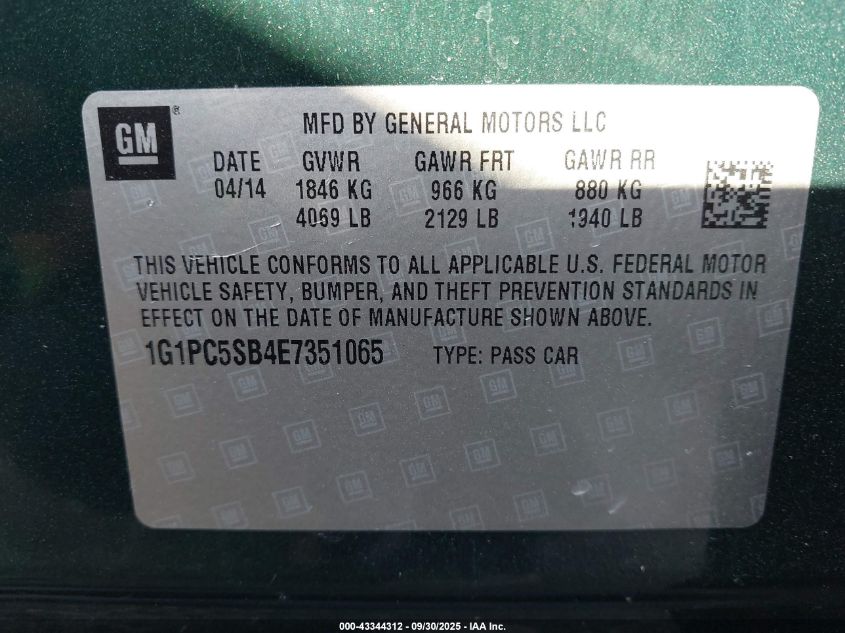 GM ®
MFD BY GENERAL MOTORS LLC
DATE GVWR GAWR FRT GAWR RR
04/14 1846 KG 966 KG 880 KG
4069 LB 2129 LB 1940 LB
THIS VEHICLE CONFORMS TO ALL APPLICABLE U.S. FEDERAL MOTOR
VEHICLE SAFETY, BUMPER, AND THEFT PREVENTION STANDARDS IN
EFFECT ON THE DATE OF MANUFACTURE SHOWN ABOVE.
1G1PC5SB4E7351065 TYPE: PASS CAR
000-43344312 - 09/30/2025 - IAA Inc.